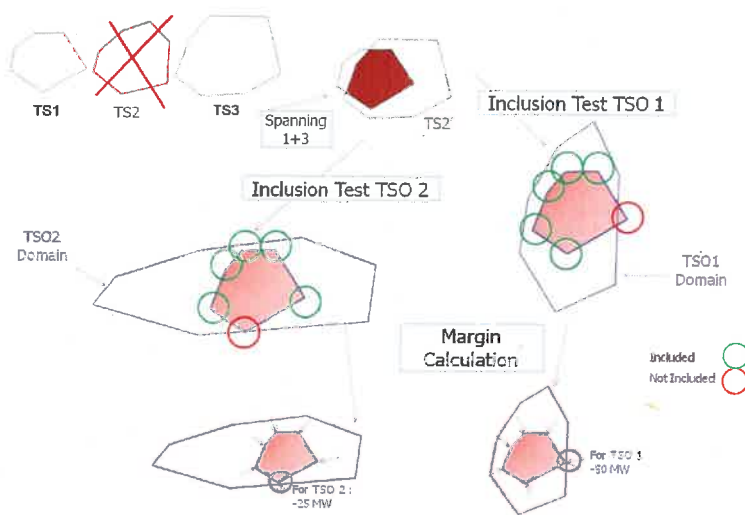 TS1
TS2
TS3
Spanning
1+3
TS2'
Inclusion Test TSO 1
Inclusion Test TSO 2
TSO2
Domain
TSO1
Domain
Margin
Calculation
Included
Not Included
For TSO 2 :
-25 MW
For TSO 1
-50 MW